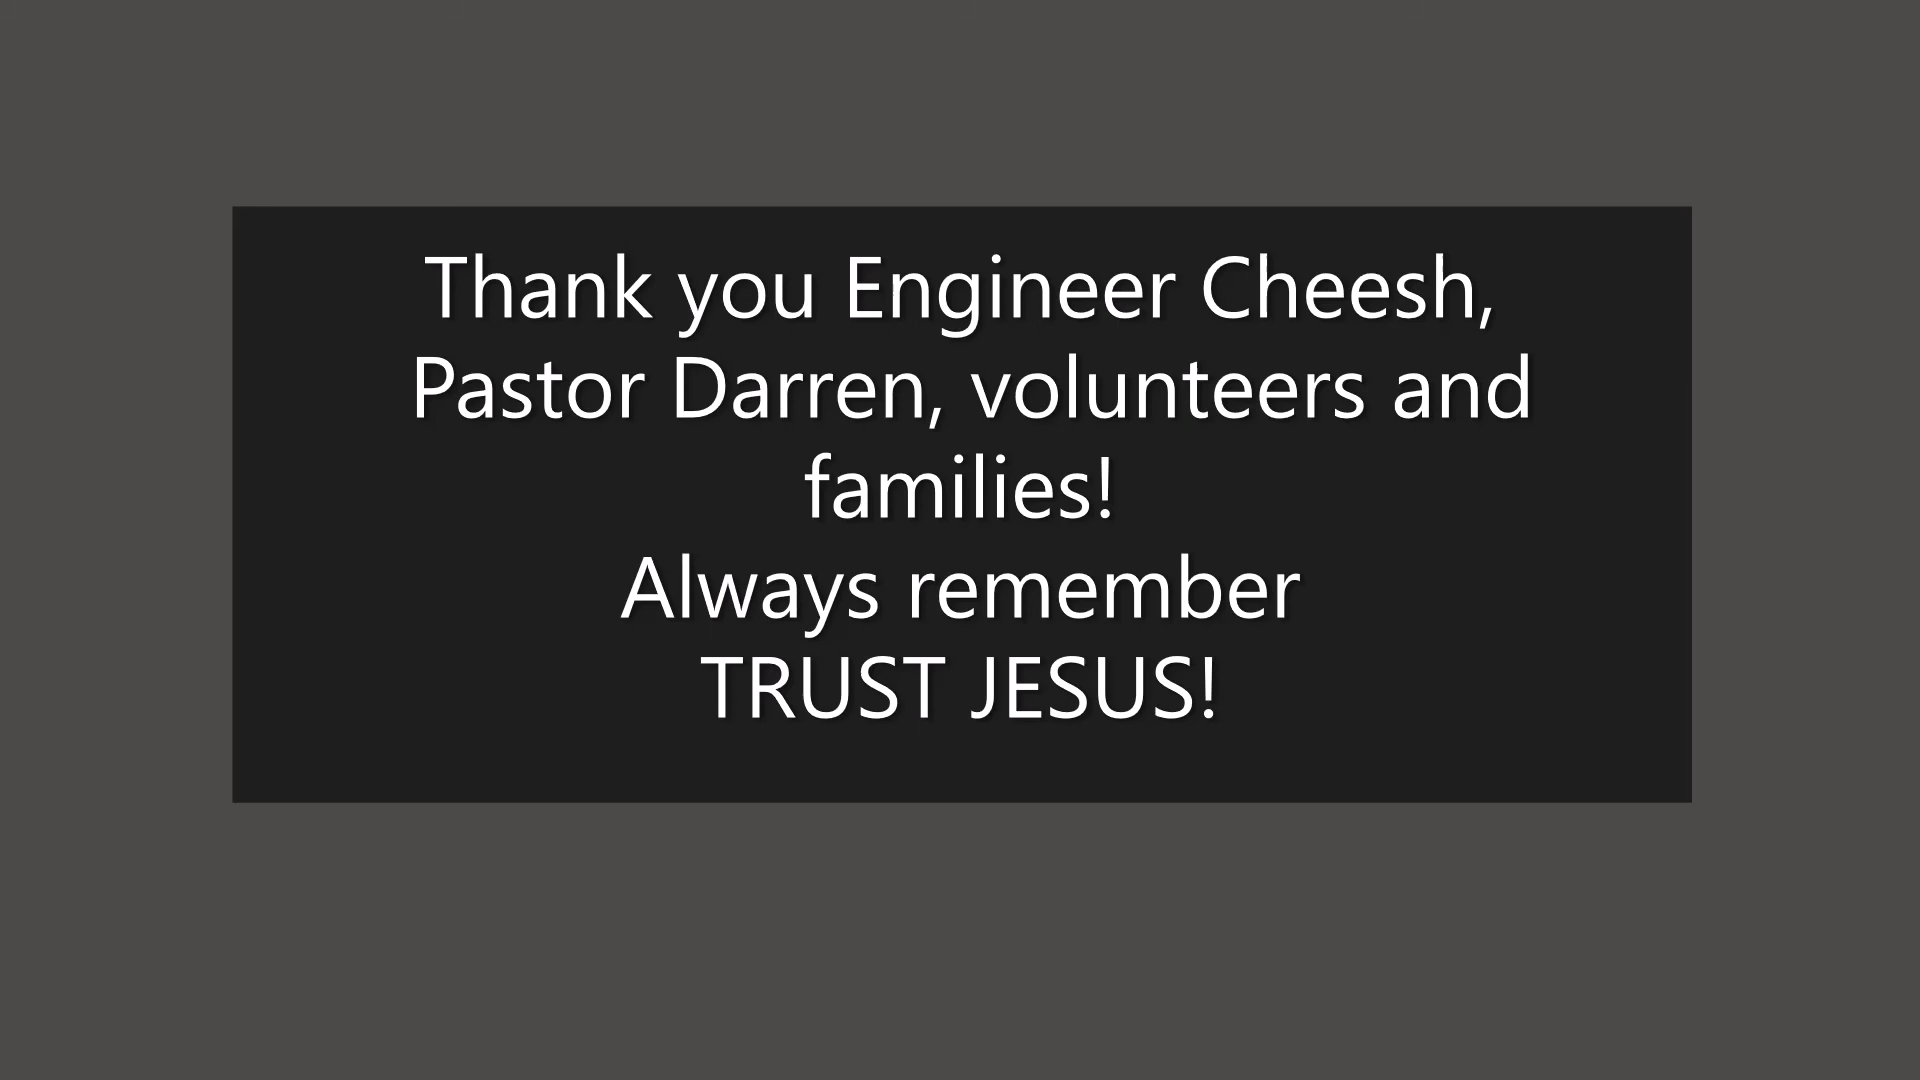 Thank you Engineer Cheesh,
Pastor Darren, volunteers and
families!
Always remember
TRUST JESUS!